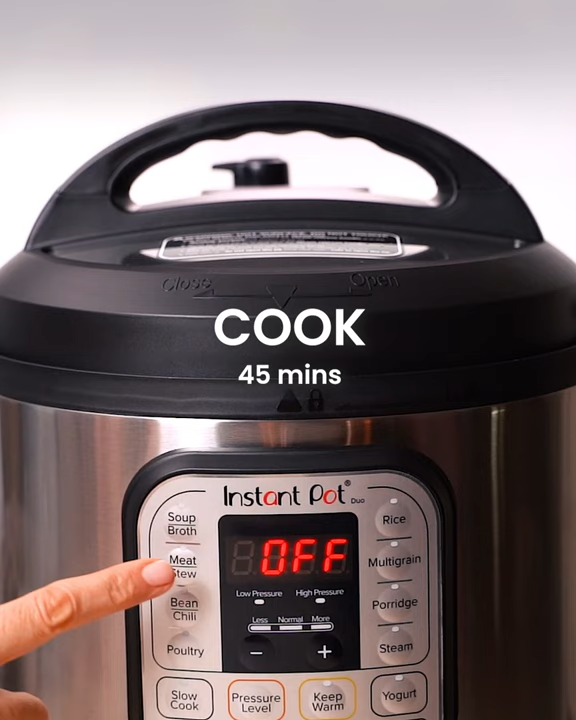 Close
Open
COOK
45 mins
Instant Pot® Duo
Soup
Broth
Rice
OFF
Meat
Stew
Multigrain
Low Pressure
High Pressure
Bean
Chili
Less
Normal
More
Porridge
Poultry
−
+
Steam
Slow
Cook
Pressure
Level
Keep
Warm
Yogurt